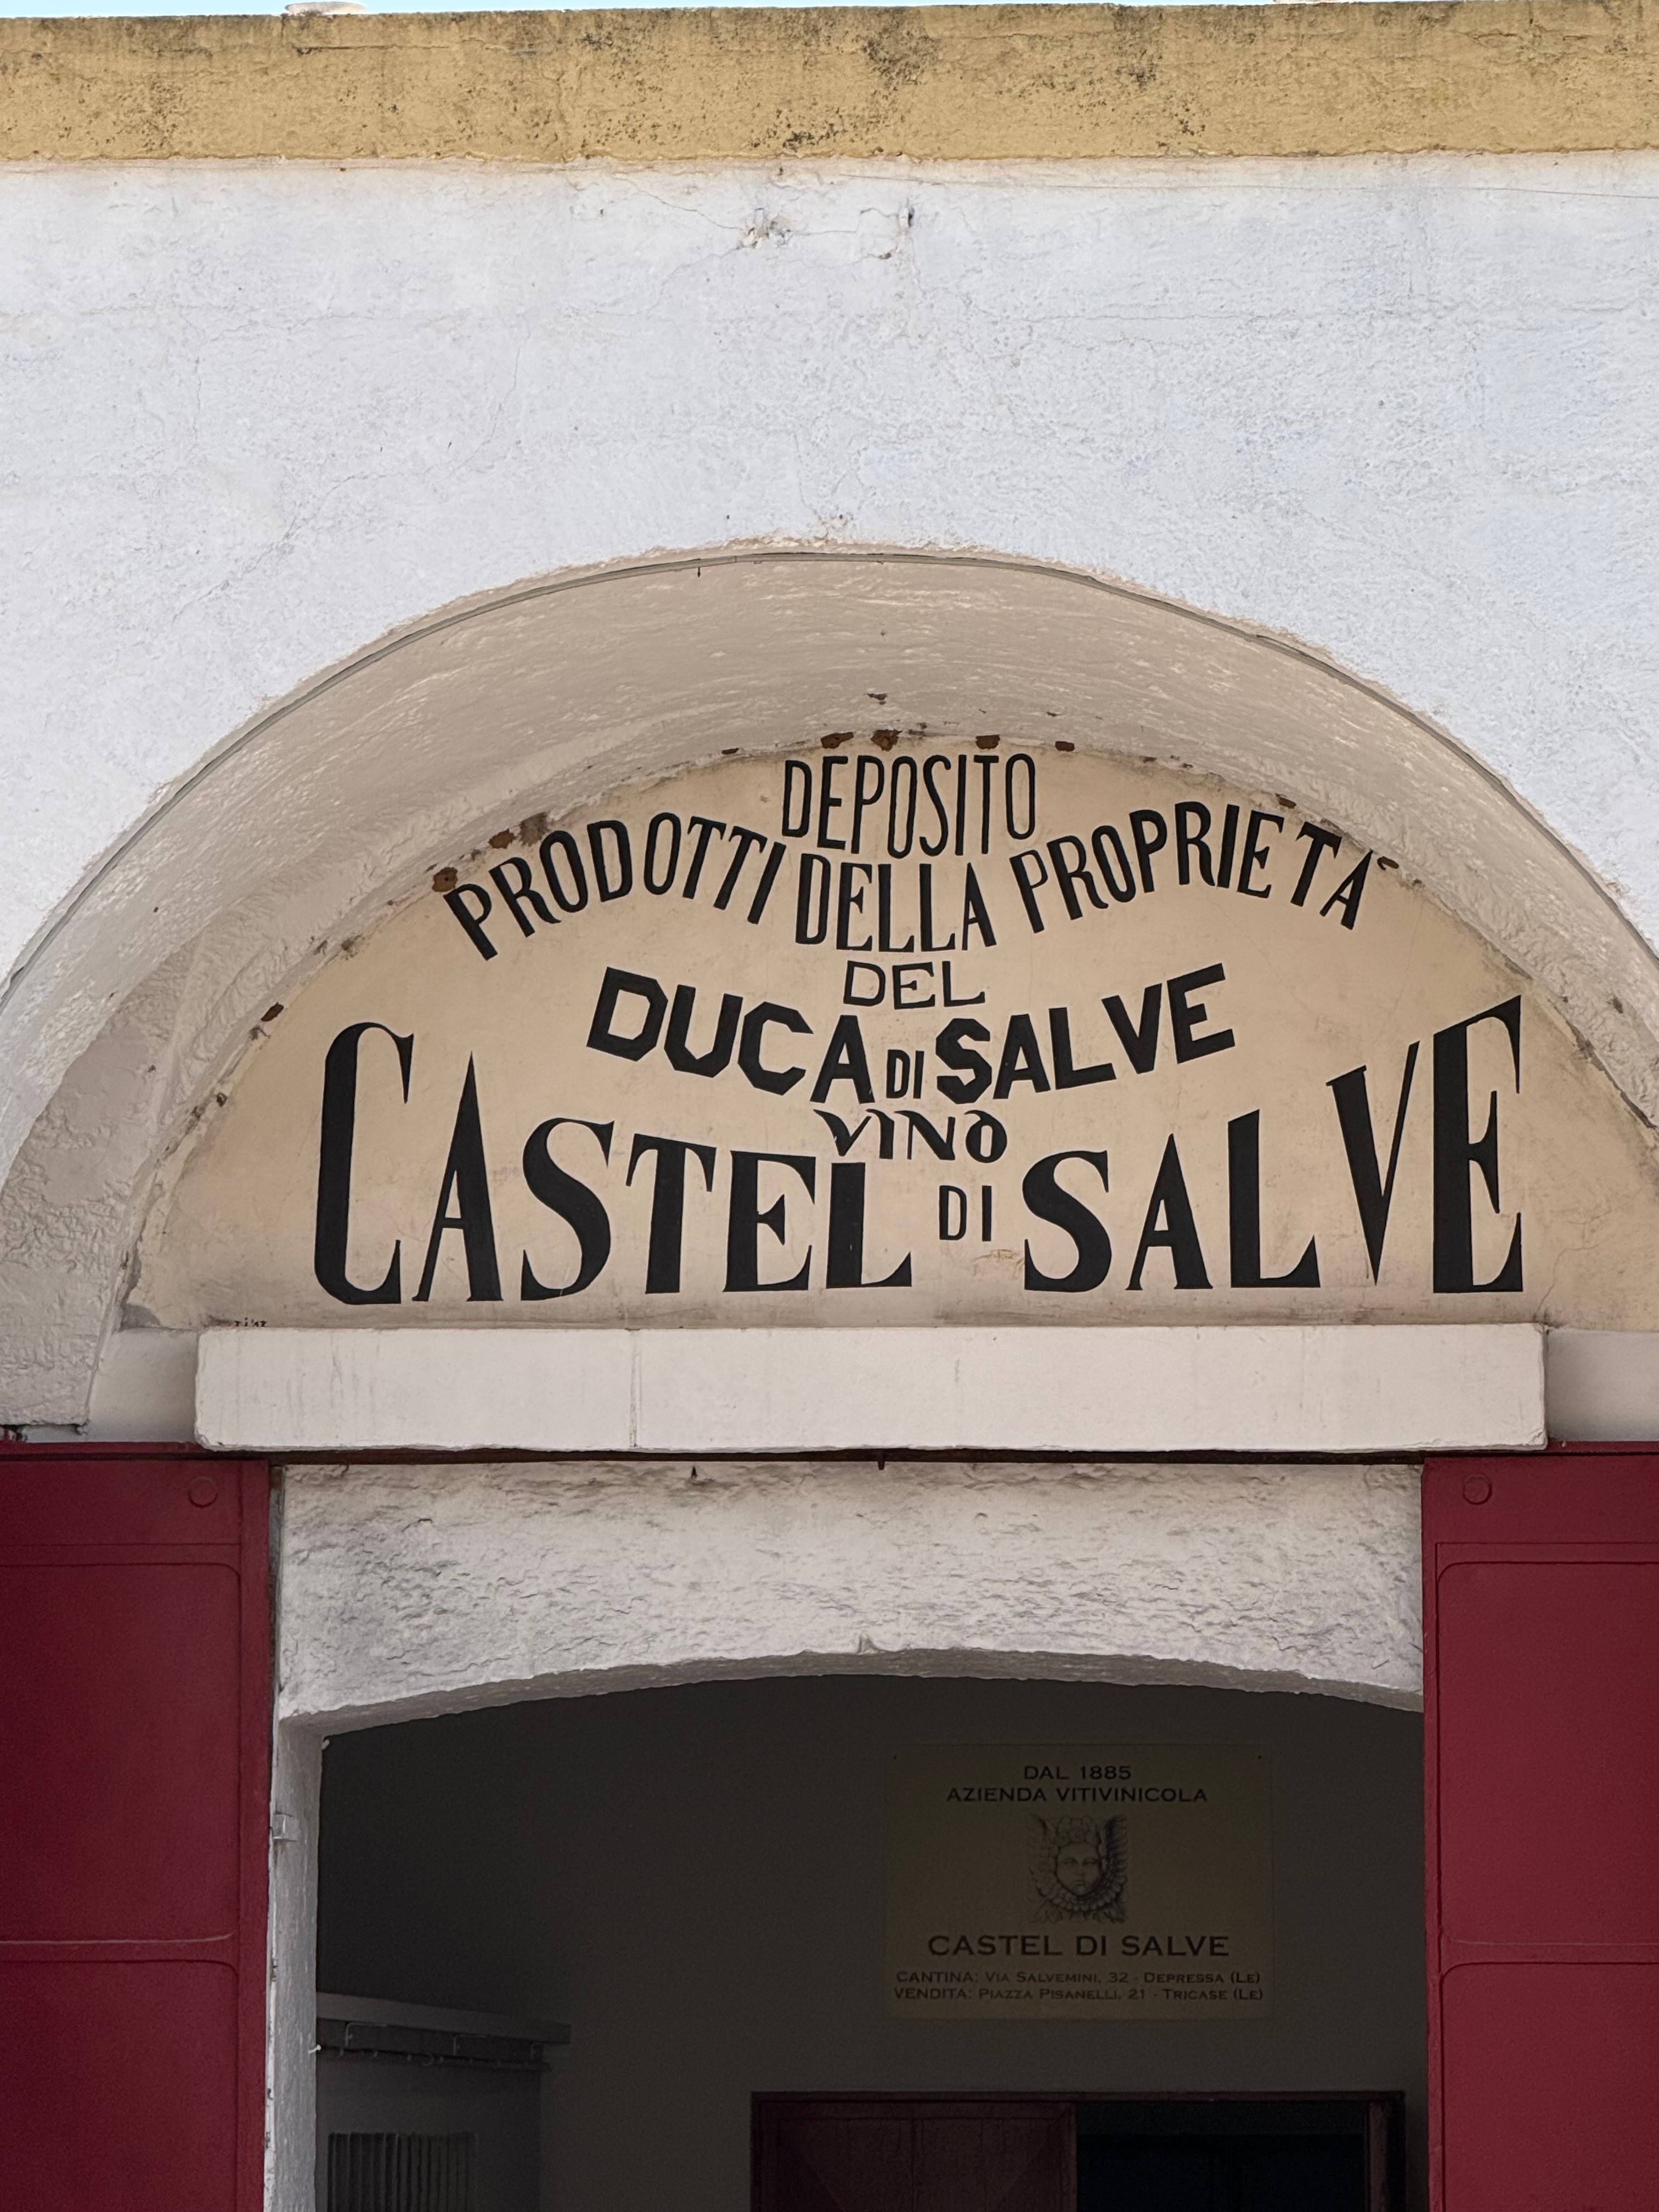 DEPOSITO
PRODOTTI DELLA PROPRIETÀ
DEL
DUCA DI SALVE
VINO
CASTEL DI SALVE
DAL 1885
AZIENDA VITIVINICOLA
CASTEL DI SALVE
CANTINA: VIA SALVEMINI, 32 - DEPRESSA (LE)
VENDITA: PIAZZA PISANELLI, 21 - TRICASE (LE)